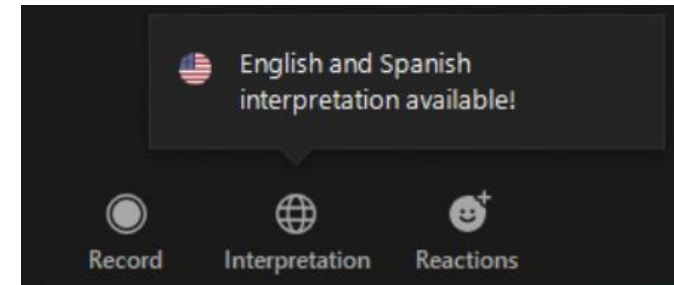 English and Spanish
interpretation available!
Record
Interpretation
Reactions